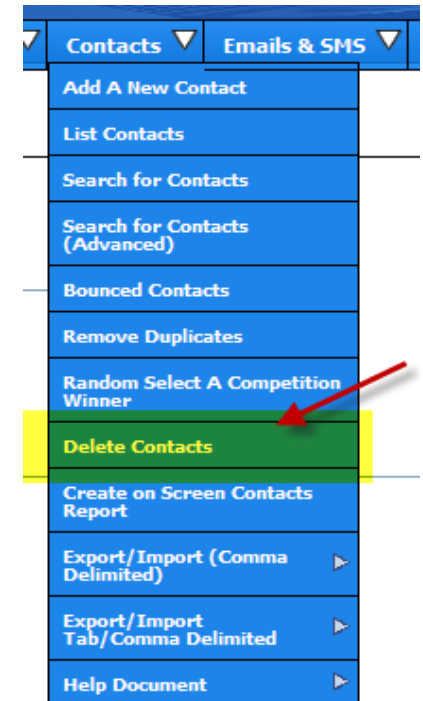 Contacts Emails & SMS
Add A New Contact
List Contacts
Search for Contacts
Search for Contacts
(Advanced)
Bounced Contacts
Remove Duplicates
Random Select A Competition
Winner
Delete Contacts
Create on Screen Contacts
Report
Export/Import (Comma
Delimited)
Export/Import
Tab/Comma Delimited
Help Document